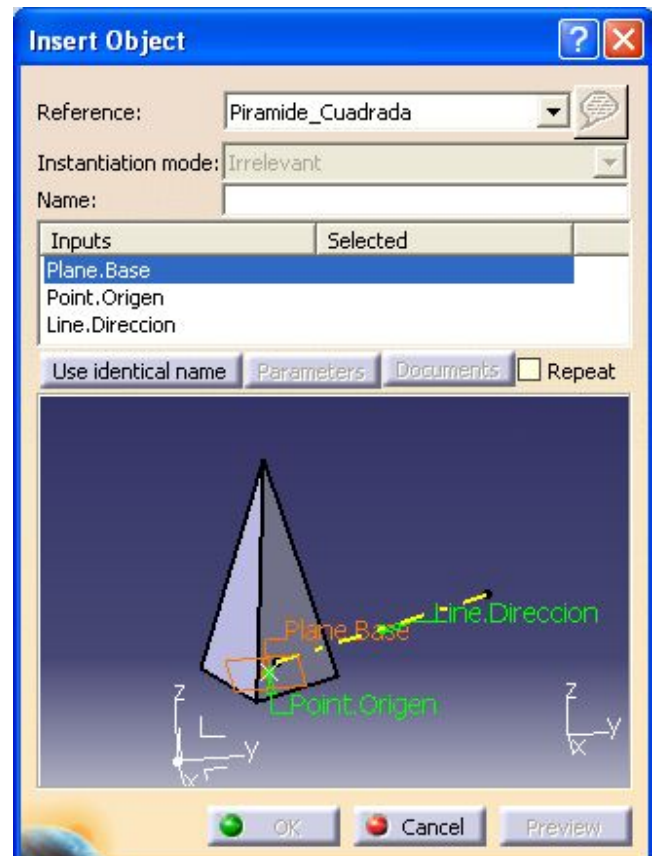 Insert Object
Reference: Piramide_Cuadrada
Instantiation mode: Irrelevant
Name:
Inputs Selected
Plane.Base
Point.Origen
Line.Direccion
Use identical name Parameters Documents Repeat
Line.Direccion
Plane.Base
Point.Origen
z
z
y
y
x
x
OK Cancel Preview